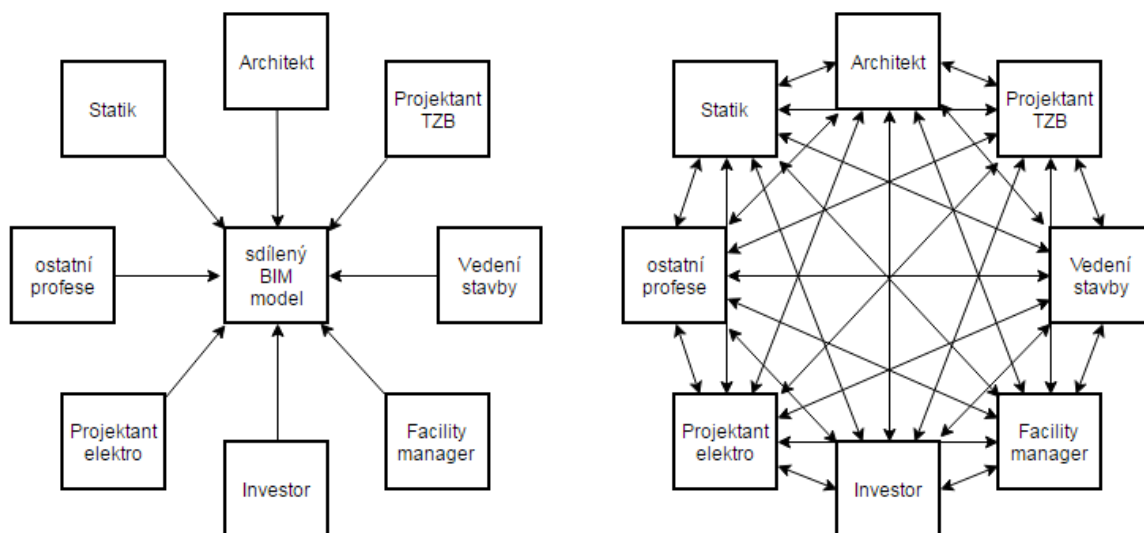 Architekt
Statik
Projektant
TZB
ostatní
profese
sdílený
BIM
model
Vedení
stavby
Projektant
elektro
Facility
manager
Investor
Architekt
Statik
Projektant
TZB
ostatní
profese
Vedení
stavby
Projektant
elektro
Facility
manager
Investor